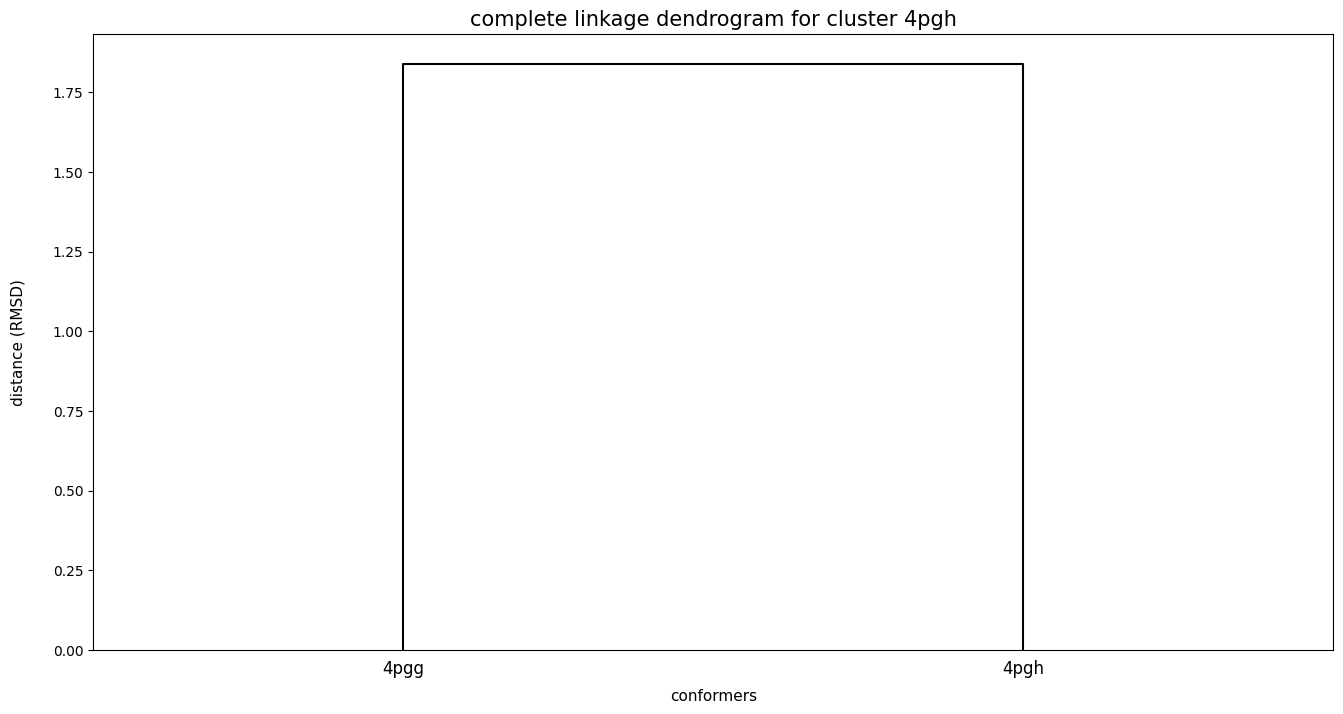 complete linkage dendrogram for cluster 4pgh
1.75
1.50
1.25
1.00
0.75
0.50
0.25
0.00
distance (RMSD)
4pgg 4pgh
conformers